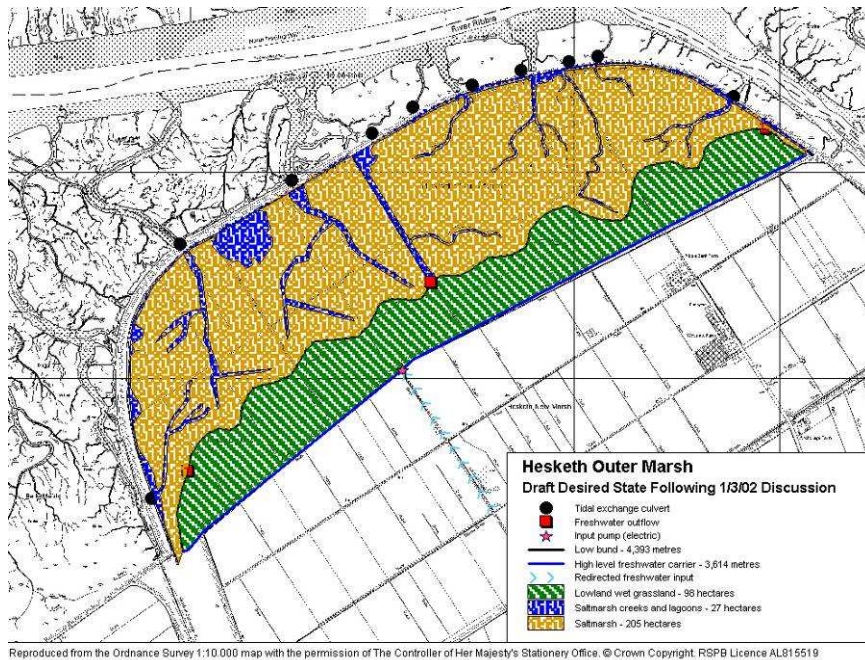 River Ribble
Hesketh New Marsh
Hesketh Outer Marsh
Draft Desired State Following 1/3/02 Discussion
Tidal exchange culvert
Freshwater outflow
Input pump (electric)
Low bund - 4,393 metres
High level freshwater carrier - 3,614 metres
Redirected freshwater input
Lowland wet grassland - 98 hectares
Saltmarsh creeks and lagoons - 27 hectares
Saltmarsh - 205 hectares
Reproduced from the Ordnance Survey 1:10.000 map with the permission of The Controller of Her Majesty's Stationery Office. © Crown Copyright. RSPB Licence AL815519